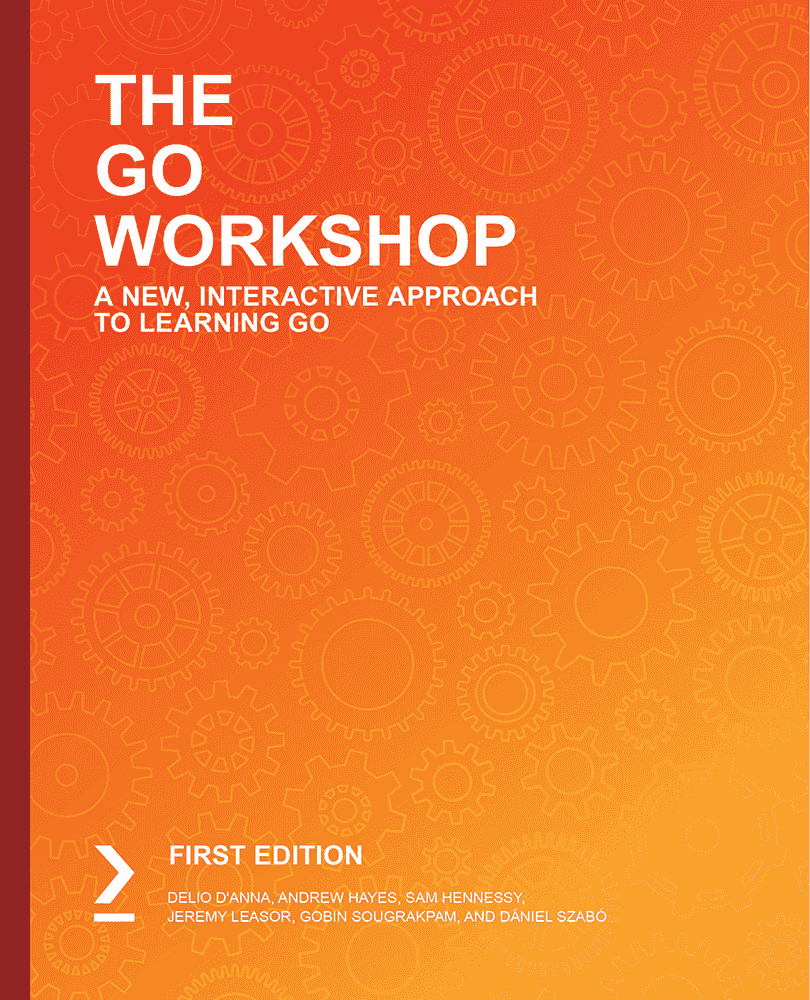 THE
GO
WORKSHOP
A NEW, INTERACTIVE APPROACH
TO LEARNING GO
FIRST EDITION
DELIO D'ANNA, ANDREW HAYES, SAM HENNESSY,
JEREMY LEASOR, GOBIN SOUGRAKPAM, AND DÁNIEL SZABÓ